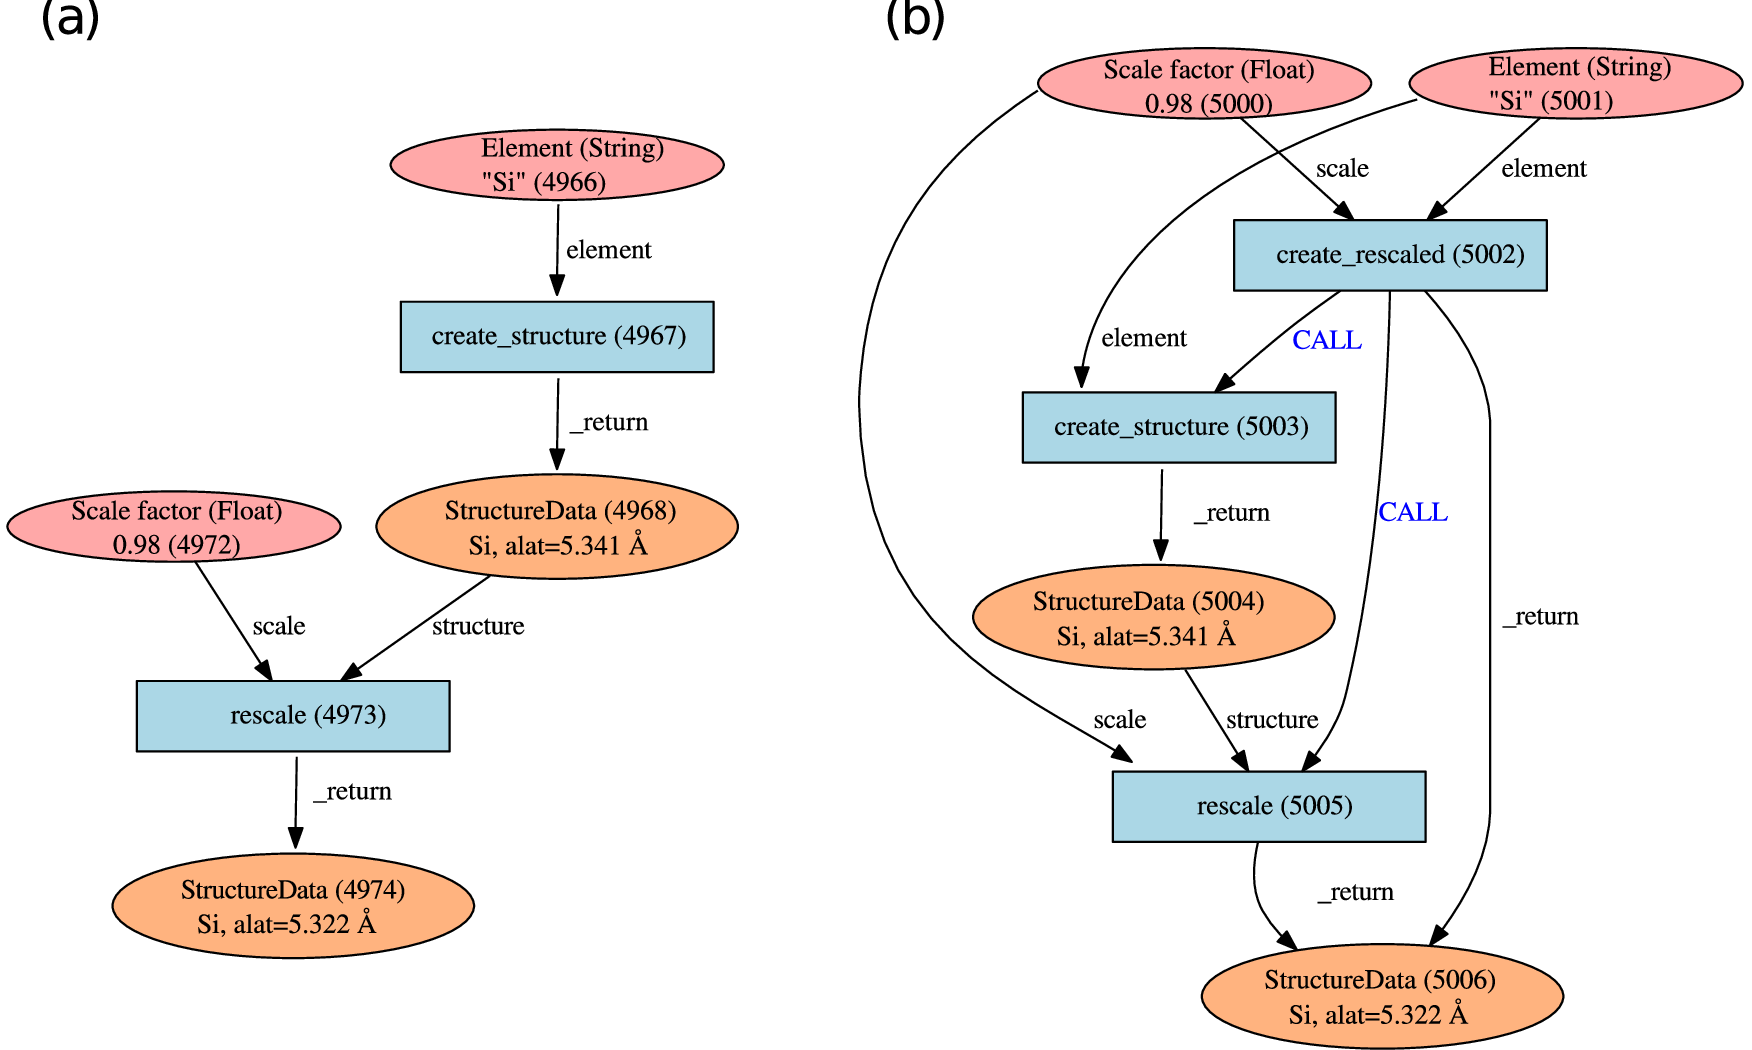 (a)
Element (String)
"Si" (4966)
element
create_structure (4967)
_return
Scale factor (Float)
0.98 (4972)
StructureData (4968)
Si, alat=5.341 Å
scale
structure
rescale (4973)
_return
StructureData (4974)
Si, alat=5.322 Å
(b)
Scale factor (Float)
0.98 (5000)
Element (String)
"Si" (5001)
scale
element
create_rescaled (5002)
element
CALL
create_structure (5003)
_return
CALL
StructureData (5004)
Si, alat=5.341 Å
_return
scale
structure
rescale (5005)
_return
StructureData (5006)
Si, alat=5.322 Å